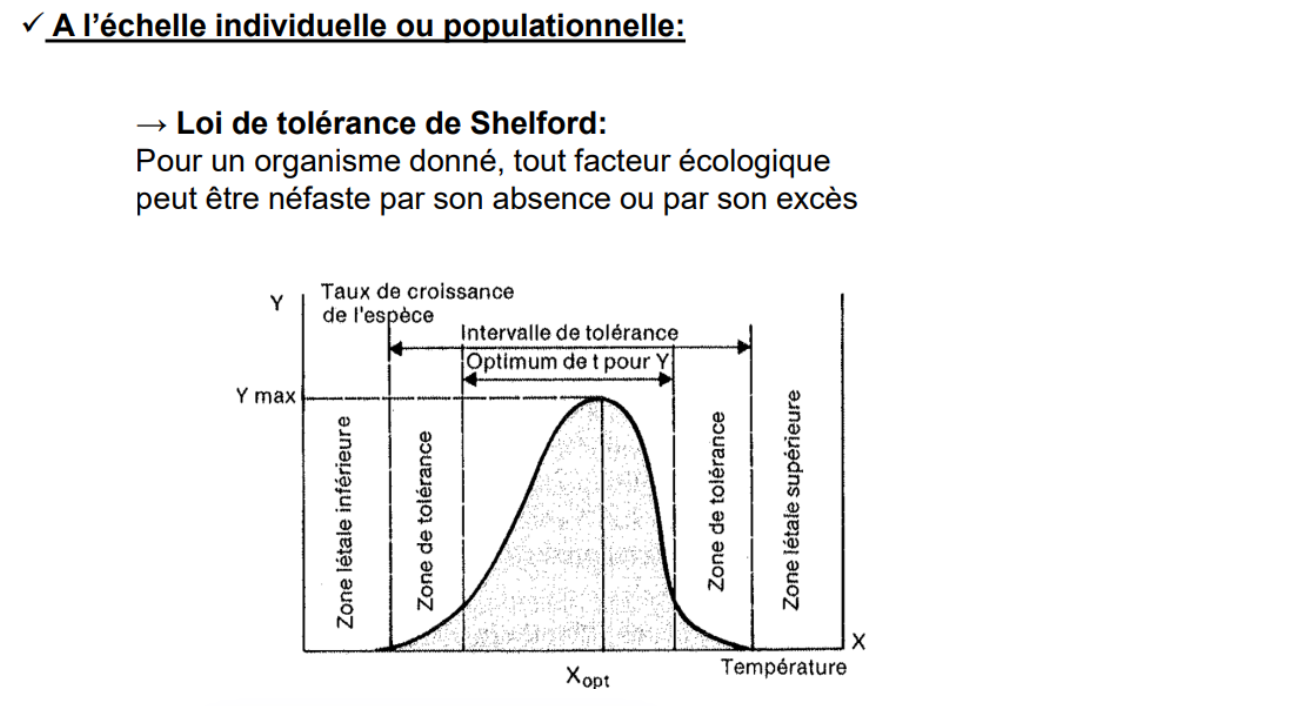 ✓ A l'échelle individuelle ou populationnelle:
→ Loi de tolérance de Shelford:
Pour un organisme donné, tout facteur écologique
peut être néfaste par son absence ou par son excès
Y
Taux de croissance
de l'espèce
Intervalle de tolérance
Optimum de t pour Y
Y max
Zone létale inférieure
Zone de tolérance
Zone de tolérance
Zone létale supérieure
X
Température
Xopt